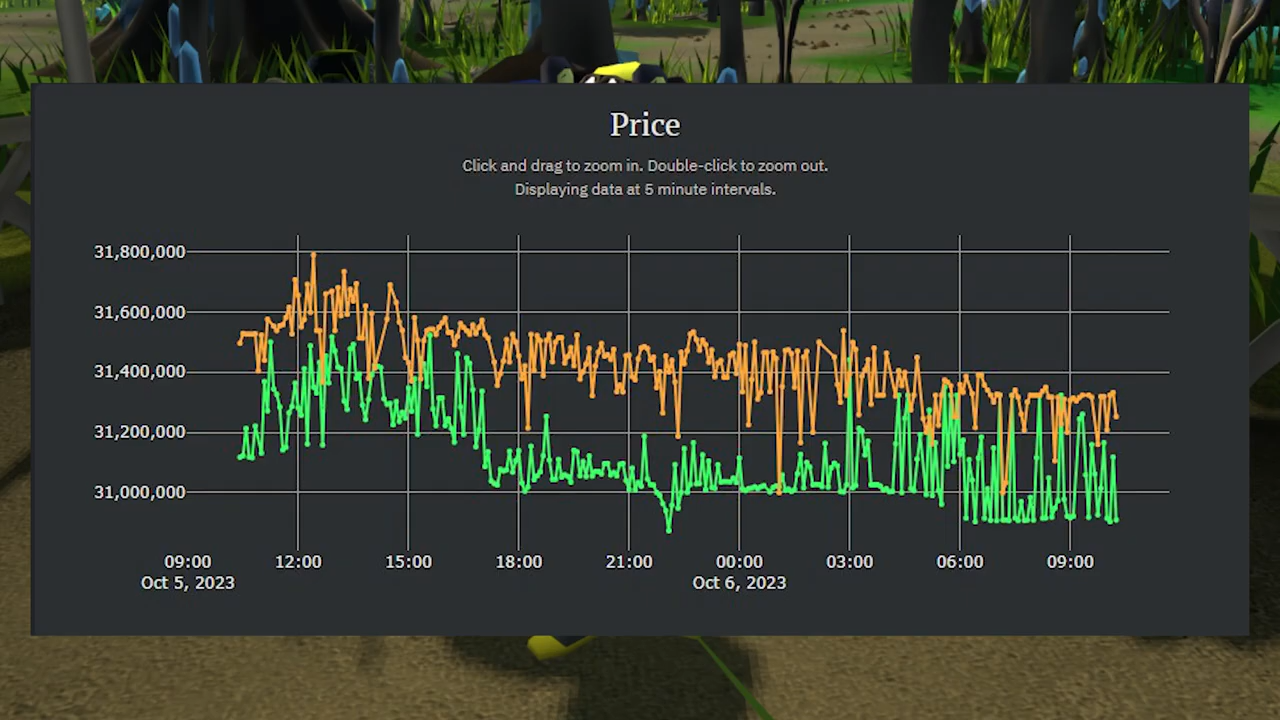 Price
Click and drag to zoom in. Double-click to zoom out.
Displaying data at 5 minute intervals.
31,800,000
31,600,000
31,400,000
31,200,000
31,000,000
09:00 12:00 15:00 18:00 21:00 00:00 03:00 06:00 09:00
Oct 5, 2023 Oct 6, 2023